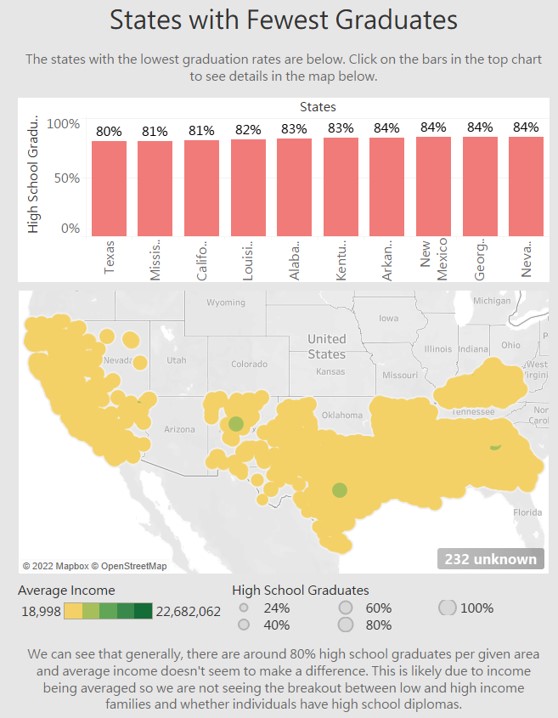 States with Fewest Graduates
The states with the lowest graduation rates are below. Click on the bars in the top chart
to see details in the map below.
States
High School Gradu..
100%
50%
0%
80%
81%
81%
82%
83%
83%
84%
84%
84%
84%
Texas
Missis..
Califo..
Louisi..
Alaba..
Kentu..
Arkan..
New
Mexico
Georg..
Neva..
Wyoming
Iowa
Michigan
United
States
Nevada
Utah
Colorado
Kansas
Missouri
Illinois
Indiana
Ohio
West
Virgini
P
Arizona
Oklahoma
Tennessee
Nor
Carol
Florida
© 2022 Mapbox © OpenStreetMap
232 unknown
Average Income
18,998
22,682,062
High School Graduates
24%
60%
100%
40%
80%
We can see that generally, there are around 80% high school graduates per given area
and average income doesn't seem to make a difference. This is likely due to income
being averaged so we are not seeing the breakout between low and high income
families and whether individuals have high school diplomas.